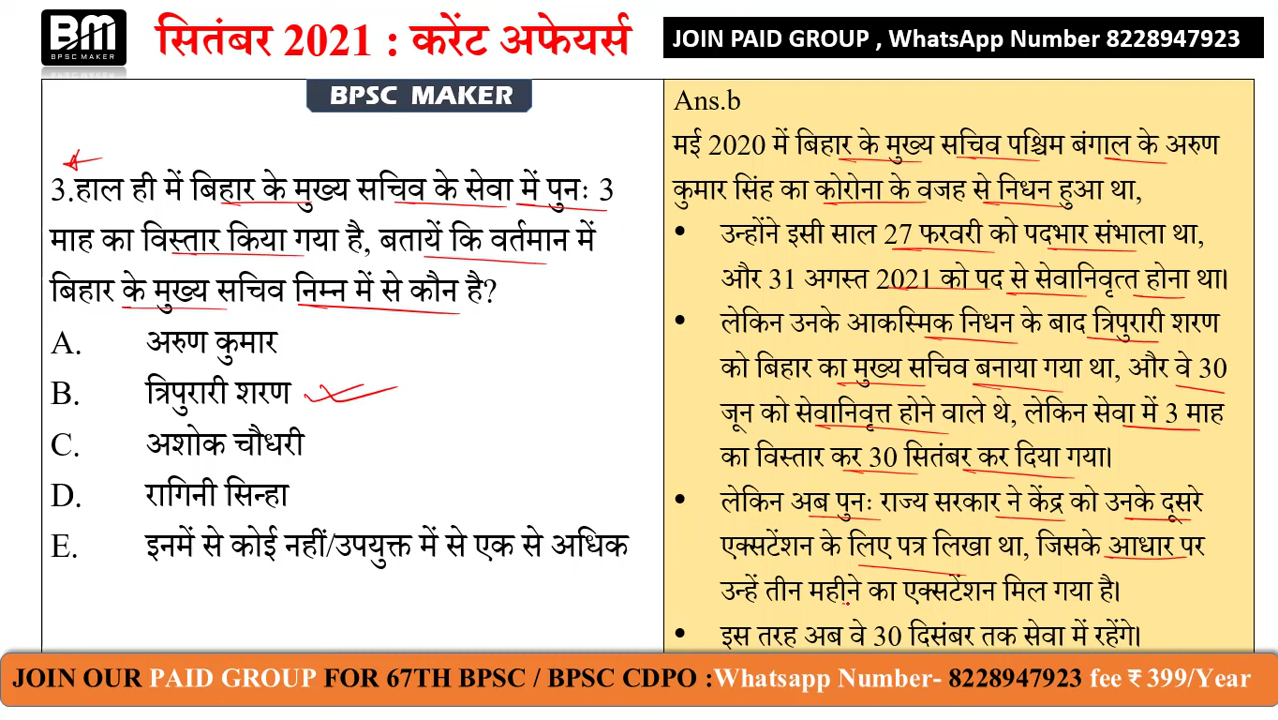 BM
BPSC MAKER
सितंबर 2021 : करेंट अफेयर्स
JOIN PAID GROUP , WhatsApp Number 8228947923
BPSC MAKER
3.हाल ही में बिहार के मुख्य सचिव के सेवा में पुनः 3
माह का विस्तार किया गया है, बतायें कि वर्तमान में
बिहार के मुख्य सचिव निम्न में से कौन है?
A. अरुण कुमार
B. त्रिपुरारी शरण
C. अशोक चौधरी
D. रागिनी सिन्हा
E. इनमें से कोई नहीं/उपयुक्त में से एक से अधिक
Ans.b
मई 2020 में बिहार के मुख्य सचिव पश्चिम बंगाल के अरुण
कुमार सिंह का कोरोना के वजह से निधन हुआ था,
• उन्होंने इसी साल 27 फरवरी को पदभार संभाला था,
और 31 अगस्त 2021 को पद से सेवानिवृत्त होना था।
• लेकिन उनके आकस्मिक निधन के बाद त्रिपुरारी शरण
को बिहार का मुख्य सचिव बनाया गया था, और वे 30
जून को सेवानिवृत्त होने वाले थे, लेकिन सेवा में 3 माह
का विस्तार कर 30 सितंबर कर दिया गया।
• लेकिन अब पुनः राज्य सरकार ने केंद्र को उनके दूसरे
एक्सटेंशन के लिए पत्र लिखा था, जिसके आधार पर
उन्हें तीन महीने का एक्सटेंशन मिल गया है।
• इस तरह अब वे 30 दिसंबर तक सेवा में रहेंगे।
JOIN OUR PAID GROUP FOR 67TH BPSC / BPSC CDPO :Whatsapp Number- 8228947923 fee ₹ 399/Year